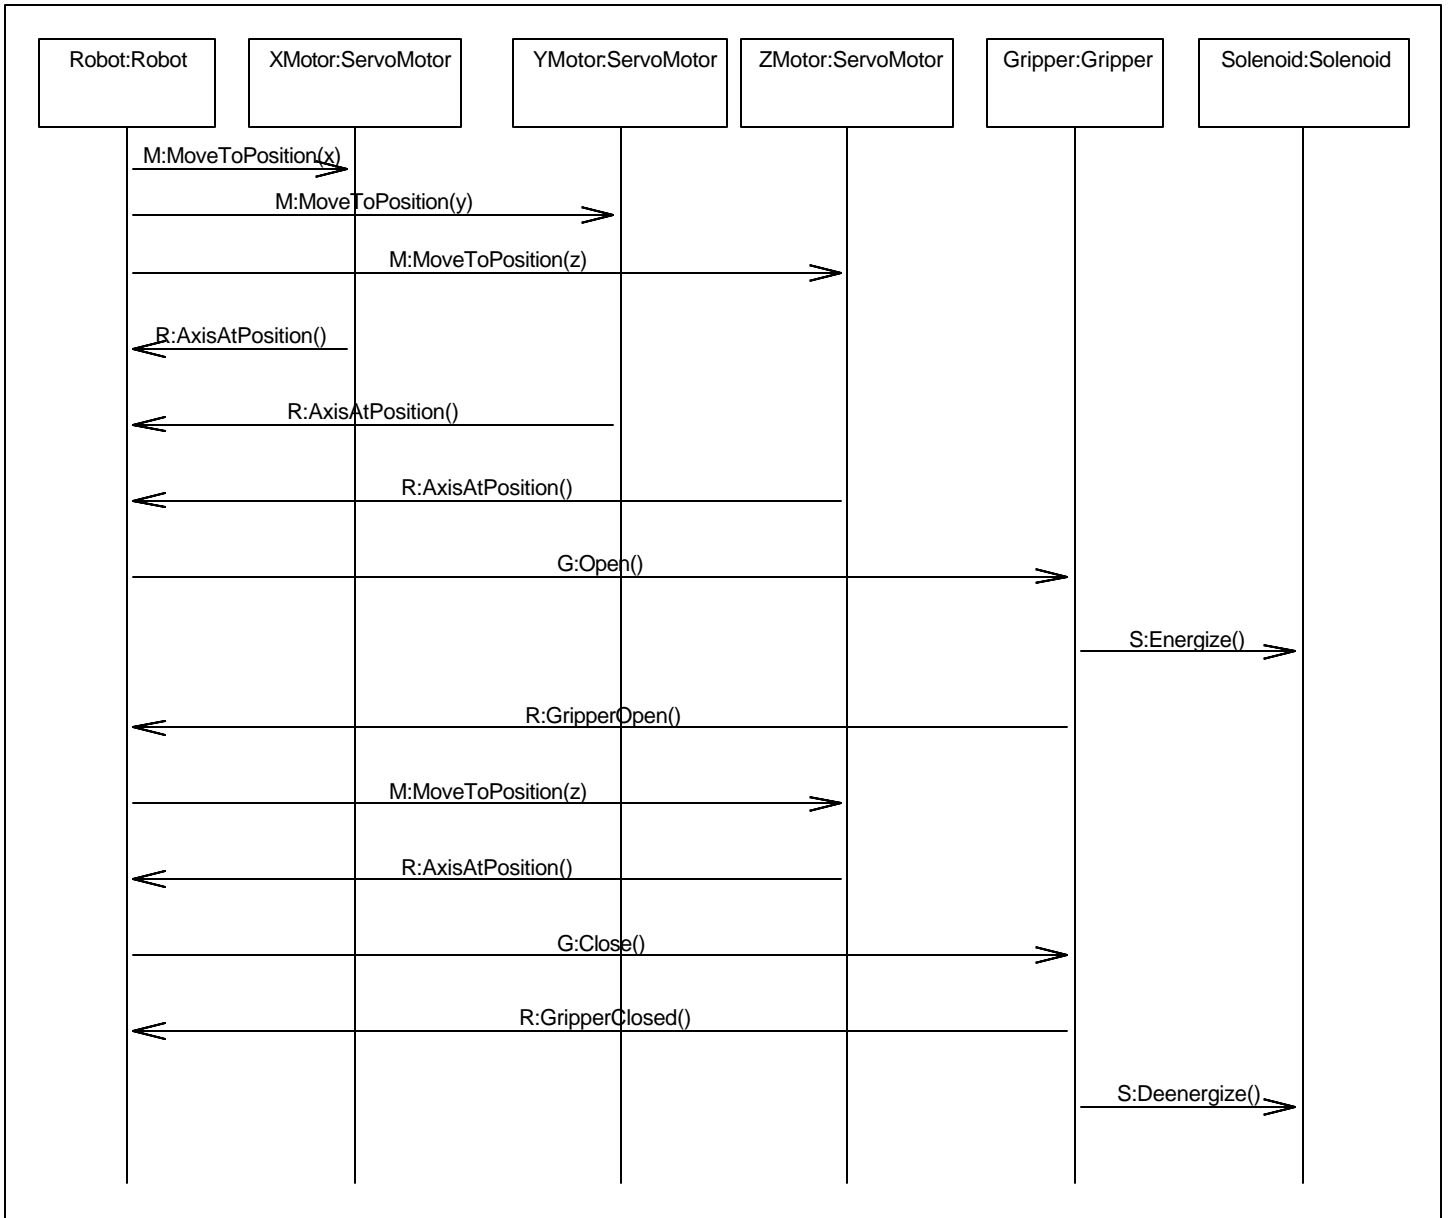 Robot:Robot
XMotor:ServoMotor
YMotor:ServoMotor
ZMotor:ServoMotor
Gripper:Gripper
Solenoid:Solenoid
M:MoveToPosition(x)
M:MoveToPosition(y)
M:MoveToPosition(z)
R:AxisAtPosition()
R:AxisAtPosition()
R:AxisAtPosition()
G:Open()
S:Energize()
R:GripperOpen()
M:MoveToPosition(z)
R:AxisAtPosition()
G:Close()
R:GripperClosed()
S:Deenergize()